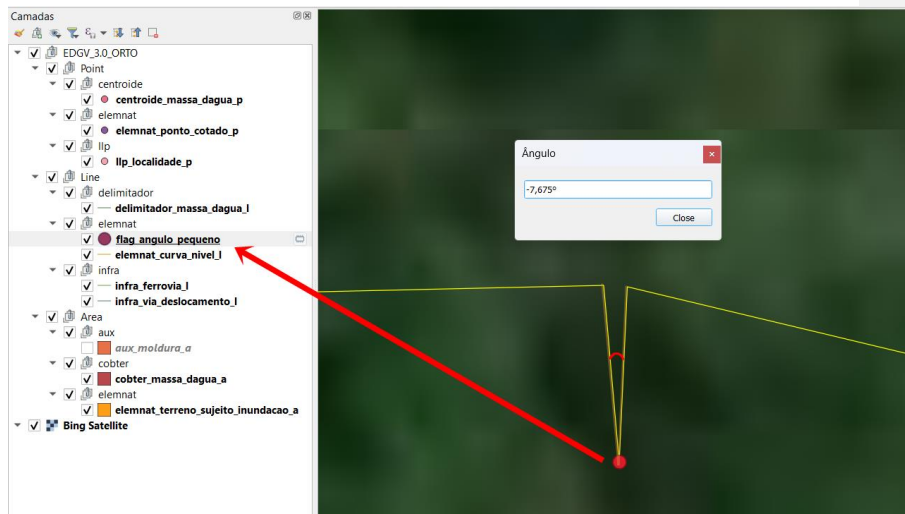 Camadas
EDGV_3.0_ORTO
Point
centroide
centroide_massa_dagua_p
elemnat
elemnat_ponto_cotado_p
llp
llp_localidade_p
Line
delimitador
delimitador_massa_dagua_l
elemnat
flag_angulo_pequeno
elemnat_curva_nivel_l
infra
infra_ferrovia_l
infra_via_deslocamento_l
Area
aux
aux_moldura_a
cobter
cobter_massa_dagua_a
elemnat
elemnat_terreno_sujeito_inundacao_a
Bing Satellite
Ângulo
-7,675º
Close